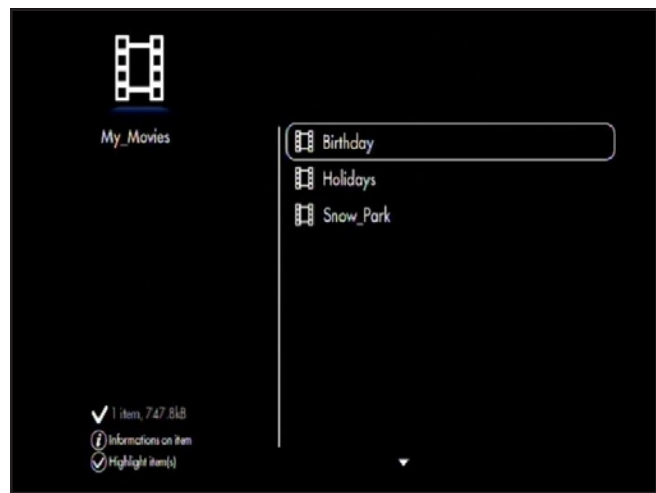 My_Movies
Birthday
Holidays
Snow_Park
1 item, 747.8kB
Informations on item
Highlight item(s)